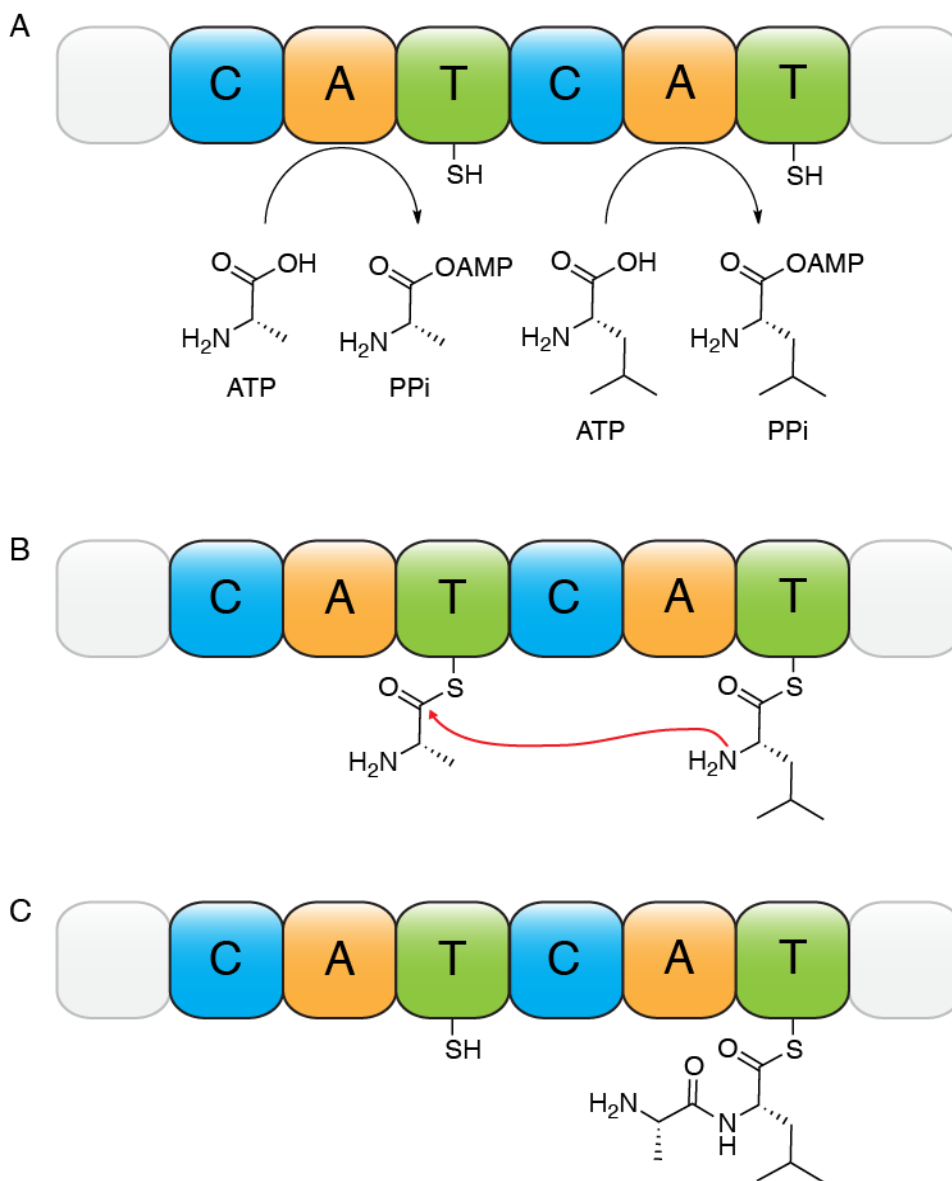 A
C A T C A T
SH SH
O OH O OAMP O OH O OAMP
H2N H2N H2N H2N
ATP PPi ATP PPi
B
C A T C A T
O S O S
H2N H2N
C
C A T C A T
SH O S
O
H2N N
H